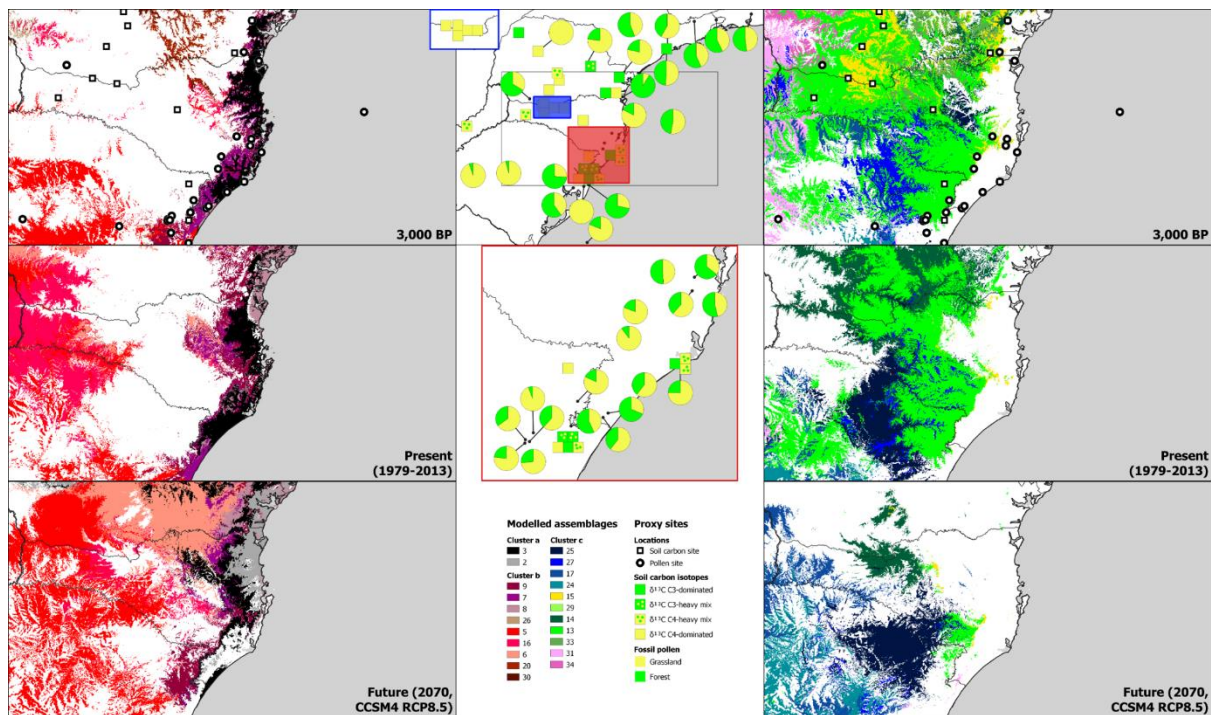 3,000 BP
3,000 BP
Present
(1979-2013)
Future (2070,
CCSM4 RCP8.5)
Modelled assemblages
Cluster a
3
2
Cluster b
9
7
8
26
5
16
6
20
30
Cluster c
25
27
17
24
15
29
14
13
33
31
34
Proxy sites
Locations
Soil carbon site
Pollen site
Soil carbon isotopes
δ¹³C C3-dominated
δ¹³C C3-heavy mix
δ¹³C C4-heavy mix
δ¹³C C4-dominated
Fossil pollen
Grassland
Forest
Present
(1979-2013)
Future (2070,
CCSM4 RCP8.5)